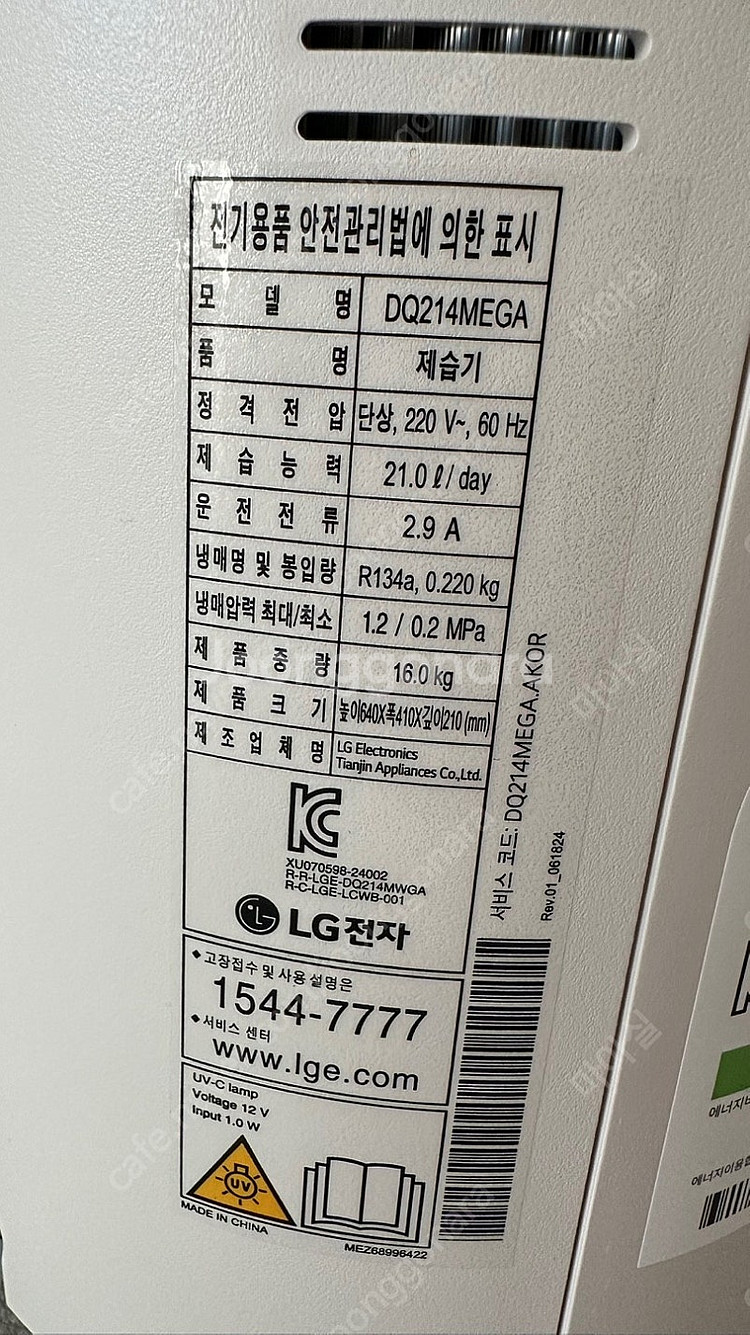 전기용품 안전관리법에 의한 표시
모 델 명 DQ214MEGA
품 명 제습기
정 격 전 압 단상, 220 V~, 60 Hz
제 습 능 력 21.0 ℓ/ day
운 전 전 류 2.9 A
냉매명 및 봉입량 R134a, 0.220 kg
냉매압력 최대/최소 1.2 / 0.2 MPa
제 품 중 량 16.0 kg
제 품 크 기 높이640X폭410X깊이210 (mm)
제 조 업 체 명 LG Electronics
Tianjin Appliances Co.,Ltd.
XU070598-24002
R-R-LGE-DQ214MWGA
R-C-LGE-LCWB-001
LG전자
◆ 고장접수 및 사용 설명은
1544-7777
◆ 서비스 센터
www.lge.com
UV-C lamp
Voltage 12 V
Input 1.0 W
UV
MADE IN CHINA
MEZ68996422
서비스 코드: DQ214MEGA.AKOR
Rev.01_061824